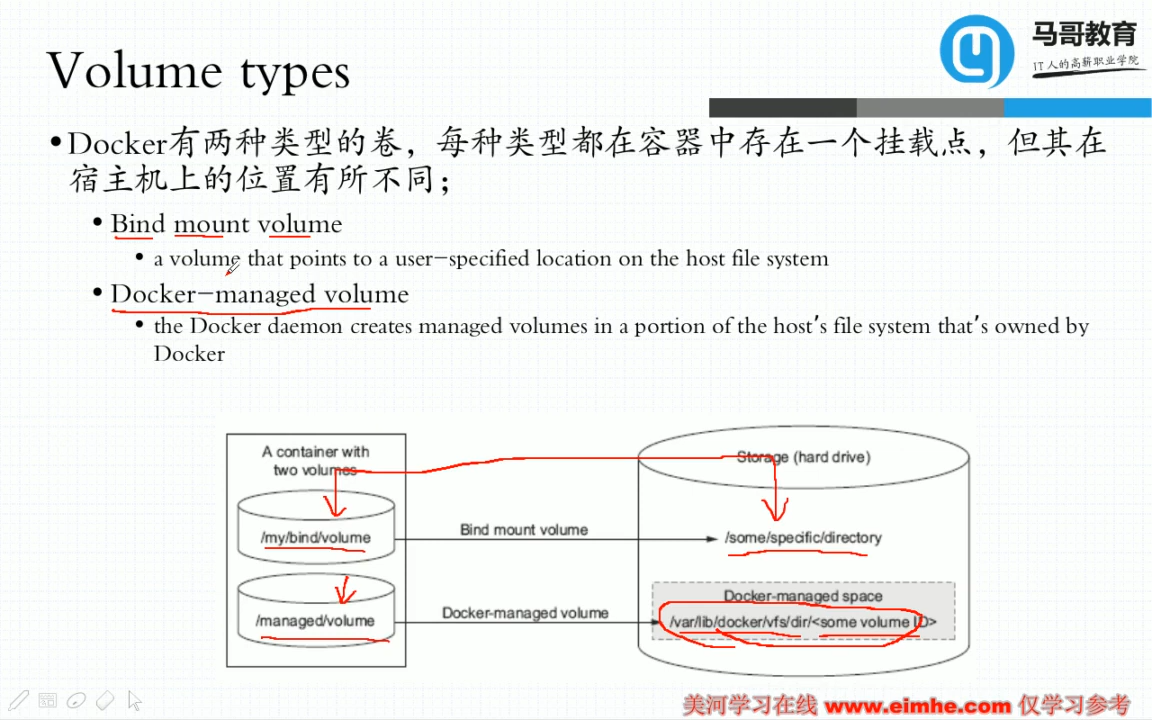 Volume types
马哥教育
IT人的高薪职业学院
•Docker有两种类型的卷，每种类型都在容器中存在一个挂载点，但其在
宿主机上的位置有所不同；
• Bind mount volume
• a volume that points to a user-specified location on the host file system
• Docker-managed volume
• the Docker daemon creates managed volumes in a portion of the host's file system that's owned by
Docker
A container with
two volumes
Storage (hard drive)
/my/bind/volume
Bind mount volume
/some/specific/directory
Docker-managed space
/managed/volume
Docker-managed volume
/var/lib/docker/vfs/dir/<some volume ID>
美河学习在线 www.eimhe.com 仅学习参考